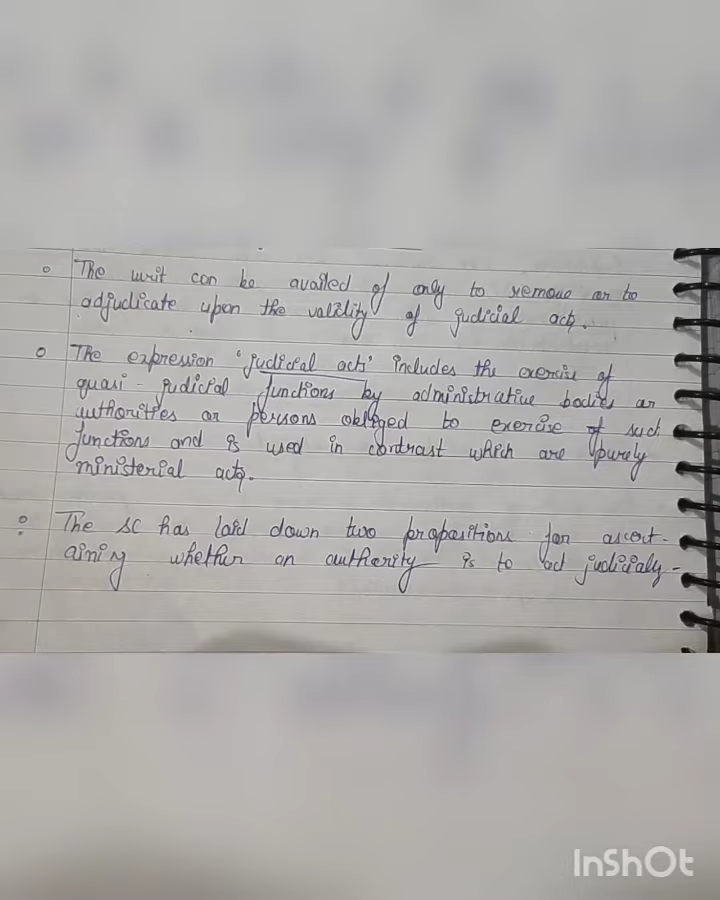 The writ can be availed of only to remove or to
adjudicate upon the validity of judicial acts.
The expression 'judicial acts' includes the exercise of
quasi-judicial functions by administrative bodies or
authorities or persons obliged to exercise of such
functions and is used in contrast which are purely
ministerial acts.
The SC has laid down two propositions for ascert-
aining whether an authority is to act judicialy-
InShOt